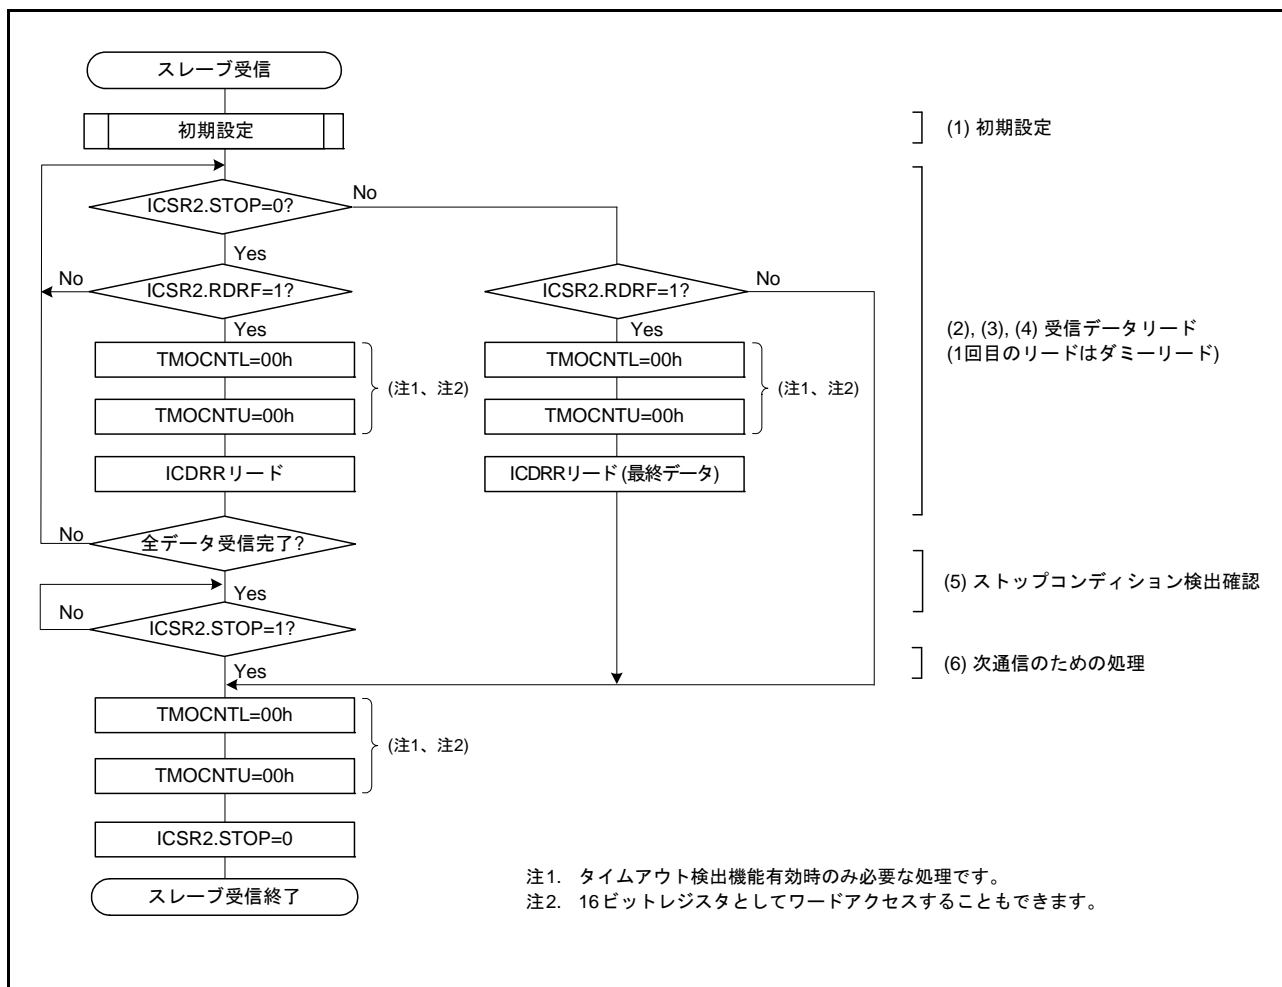 スレーブ受信
初期設定
(1) 初期設定
ICSR2.STOP=0?
No
Yes
No
ICSR2.RDRF=1?
Yes
ICSR2.RDRF=1?
No
Yes
(2), (3), (4) 受信データリード
(1回目のリードはダミーリード)
TMOCNTL=00h
TMOCNTU=00h
(注1、注2)
TMOCNTL=00h
TMOCNTU=00h
(注1、注2)
ICDRRリード
ICDRRリード (最終データ)
No
全データ受信完了?
Yes
(5) ストップコンディション検出確認
No
ICSR2.STOP=1?
Yes
(6) 次通信のための処理
TMOCNTL=00h
TMOCNTU=00h
(注1、注2)
ICSR2.STOP=0
スレーブ受信終了
注1. タイムアウト検出機能有効時のみ必要な処理です。
注2. 16ビットレジスタとしてワードアクセスすることもできます。